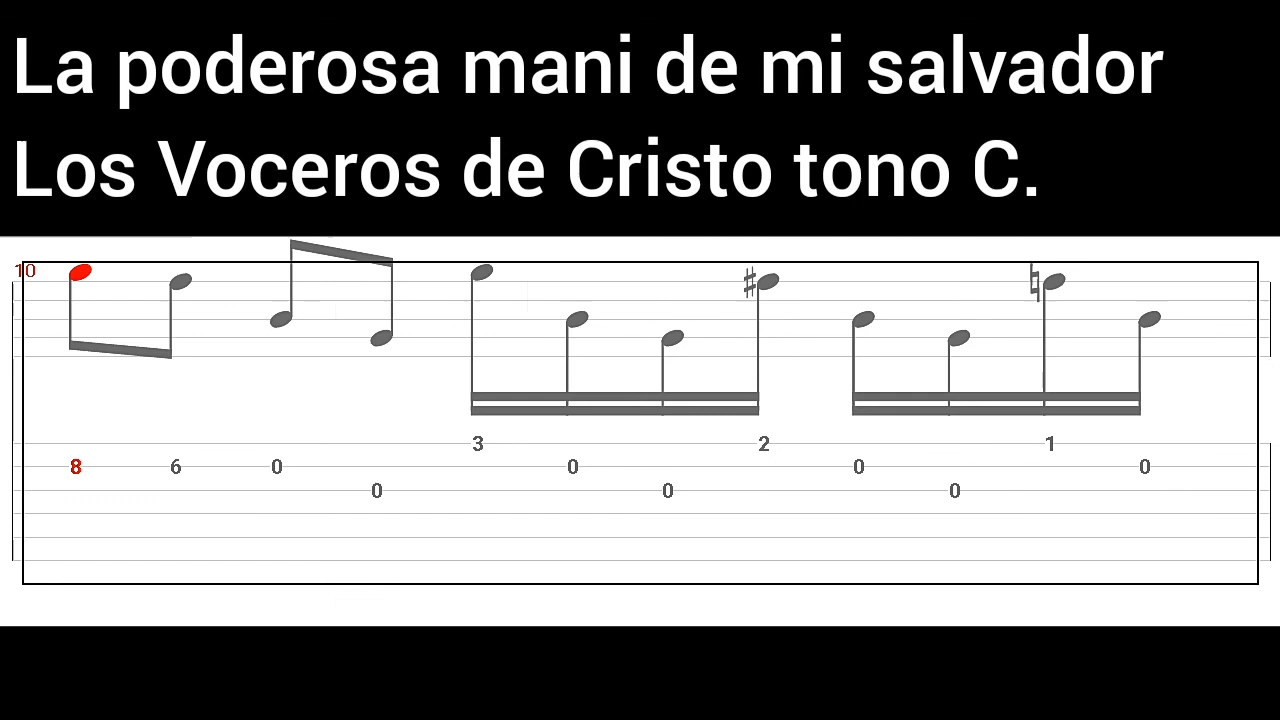 La poderosa mani de mi salvador
Los Voceros de Cristo tono C.
10
3 2 1
8 6 0 0 0 0
0 0 0